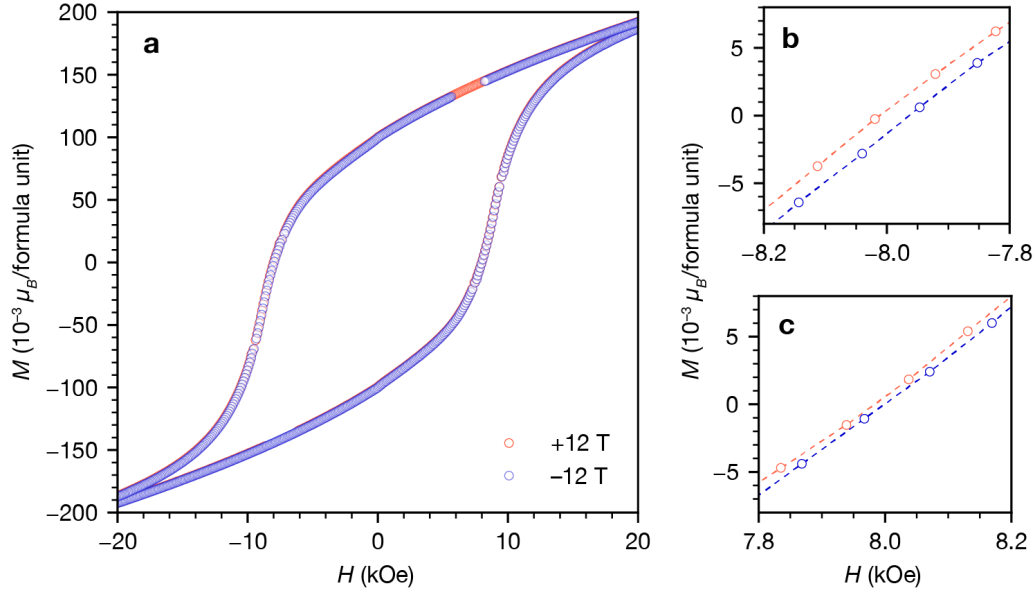 a
200
150
100
50
0
−50
−100
−150
−200
M (10⁻³ μB/formula unit)
−20
−10
0
10
20
H (kOe)
+12 T
−12 T
b
5
0
−5
M (10⁻³ μB/formula unit)
−8.2
−8.0
−7.8
c
5
0
−5
7.8
8.0
8.2
H (kOe)